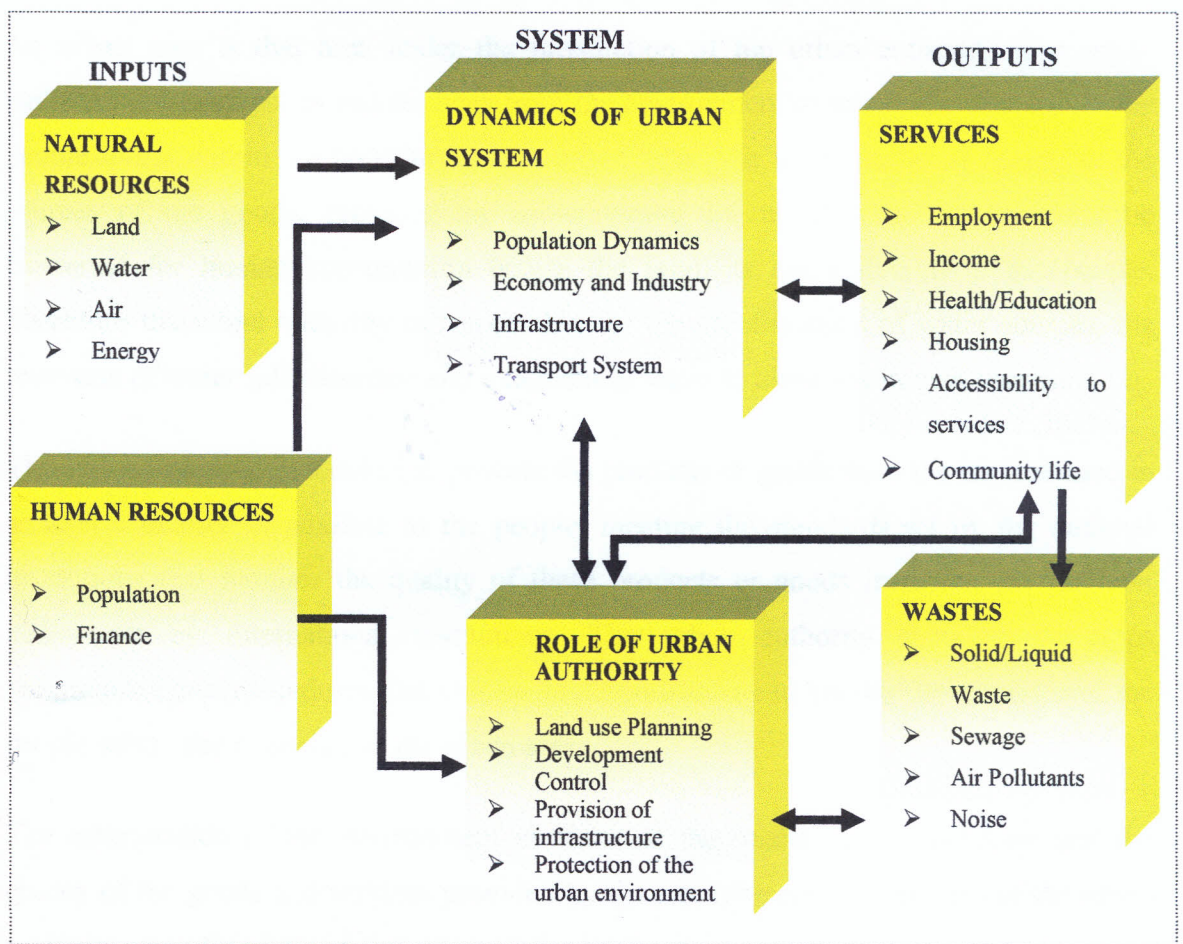 INPUTS
NATURAL
RESOURCES
➢ Land
➢ Water
➢ Air
➢ Energy
HUMAN RESOURCES
➢ Population
➢ Finance
SYSTEM
DYNAMICS OF URBAN
SYSTEM
➢ Population Dynamics
➢ Economy and Industry
➢ Infrastructure
➢ Transport System
ROLE OF URBAN
AUTHORITY
➢ Land use Planning
➢ Development
Control
➢ Provision of
infrastructure
➢ Protection of the
urban environment
OUTPUTS
SERVICES
➢ Employment
➢ Income
➢ Health/Education
➢ Housing
➢ Accessibility to
services
➢ Community life
WASTES
➢ Solid/Liquid
Waste
➢ Sewage
➢ Air Pollutants
➢ Noise